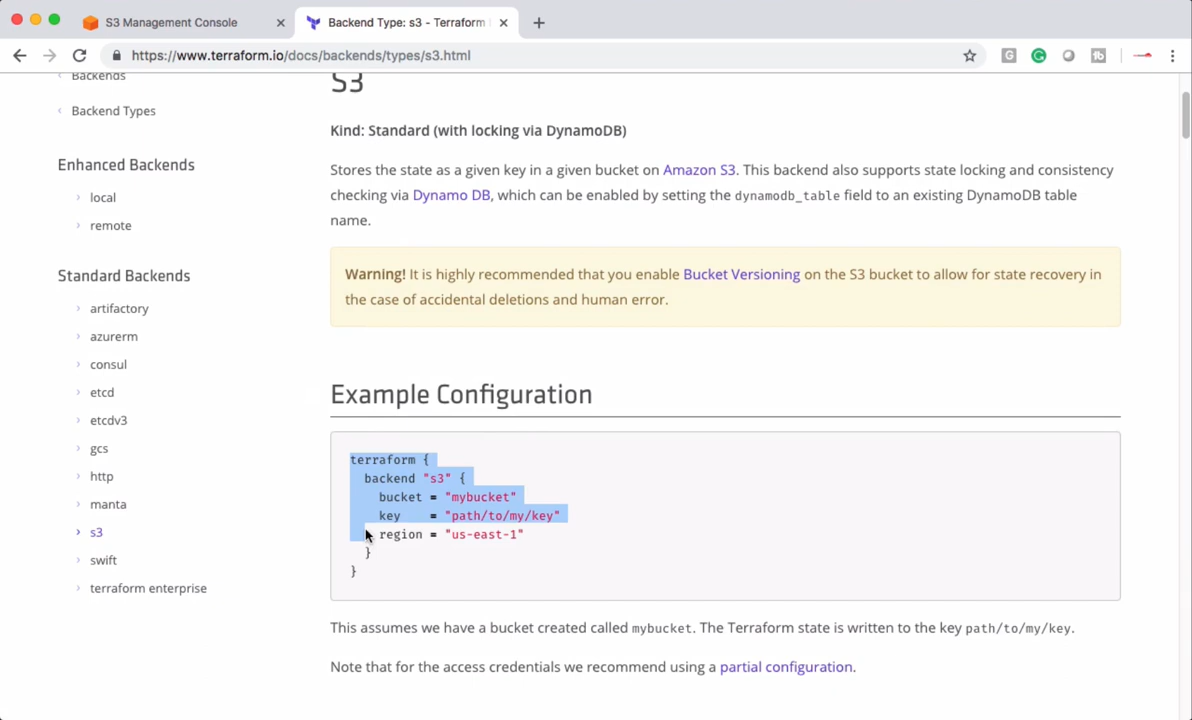 S3 Management Console
Backend Type: s3 - Terraform
https://www.terraform.io/docs/backends/types/s3.html
Backends
Backend Types
Enhanced Backends
local
remote
Standard Backends
artifactory
azurerm
consul
etcd
etcdv3
gcs
http
manta
s3
swift
terraform enterprise
S3
Kind: Standard (with locking via DynamoDB)
Stores the state as a given key in a given bucket on Amazon S3. This backend also supports state locking and consistency
checking via Dynamo DB, which can be enabled by setting the dynamodb_table field to an existing DynamoDB table
name.
Warning! It is highly recommended that you enable Bucket Versioning on the S3 bucket to allow for state recovery in
the case of accidental deletions and human error.
Example Configuration
terraform {
  backend "s3" {
    bucket = "mybucket"
    key    = "path/to/my/key"
    region = "us-east-1"
  }
}
This assumes we have a bucket created called mybucket. The Terraform state is written to the key path/to/my/key.
Note that for the access credentials we recommend using a partial configuration.